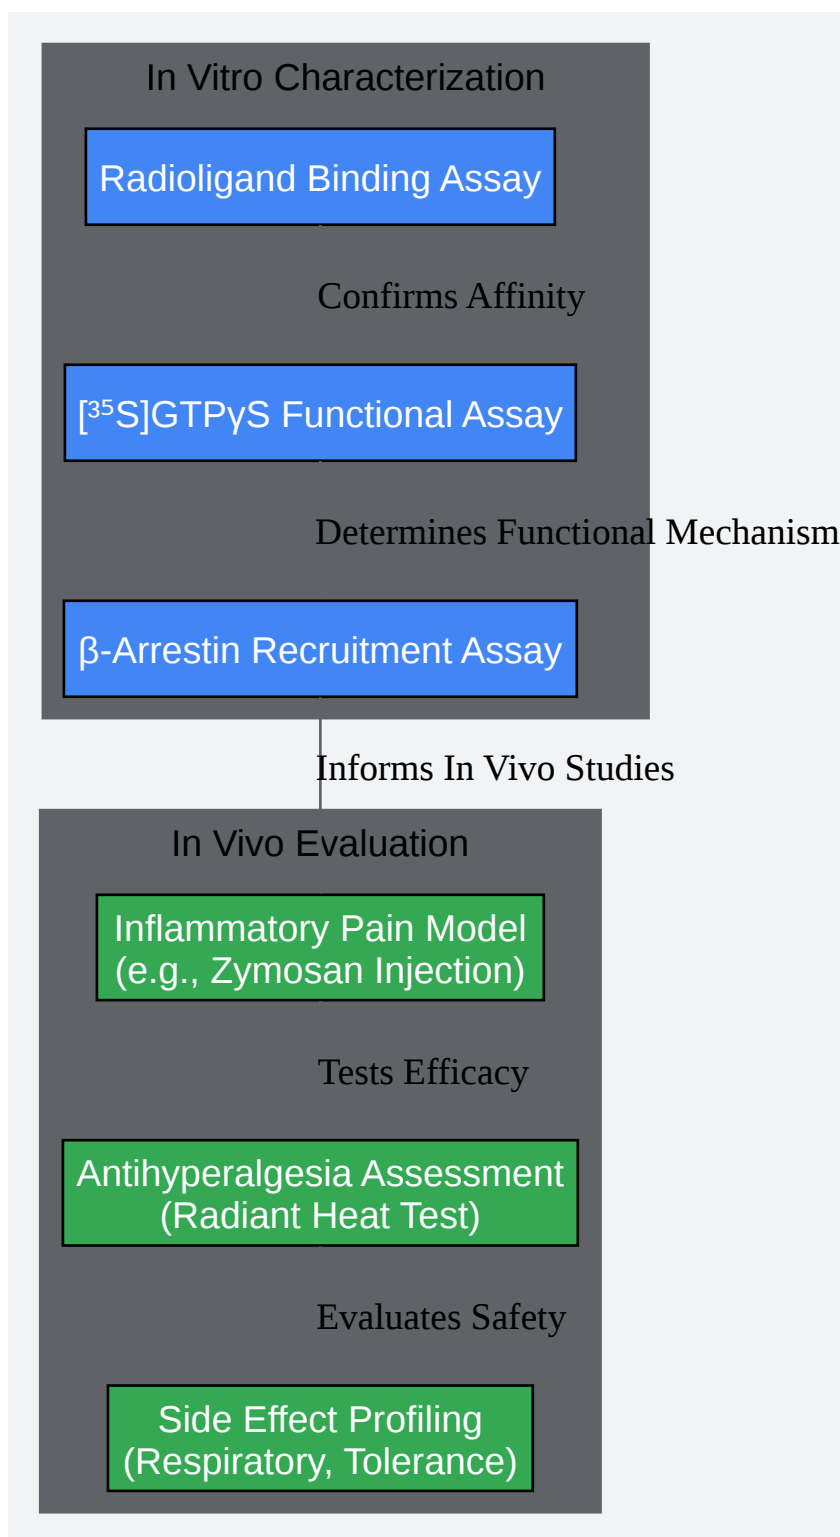 In Vitro Characterization
Radioligand Binding Assay
Confirms Affinity
[³⁵S]GTPγS Functional Assay
Determines Functional Mechanism
β-Arrestin Recruitment Assay
Informs In Vivo Studies
In Vivo Evaluation
Inflammatory Pain Model
(e.g., Zymosan Injection)
Tests Efficacy
Antihyperalgesia Assessment
(Radiant Heat Test)
Evaluates Safety
Side Effect Profiling
(Respiratory, Tolerance)